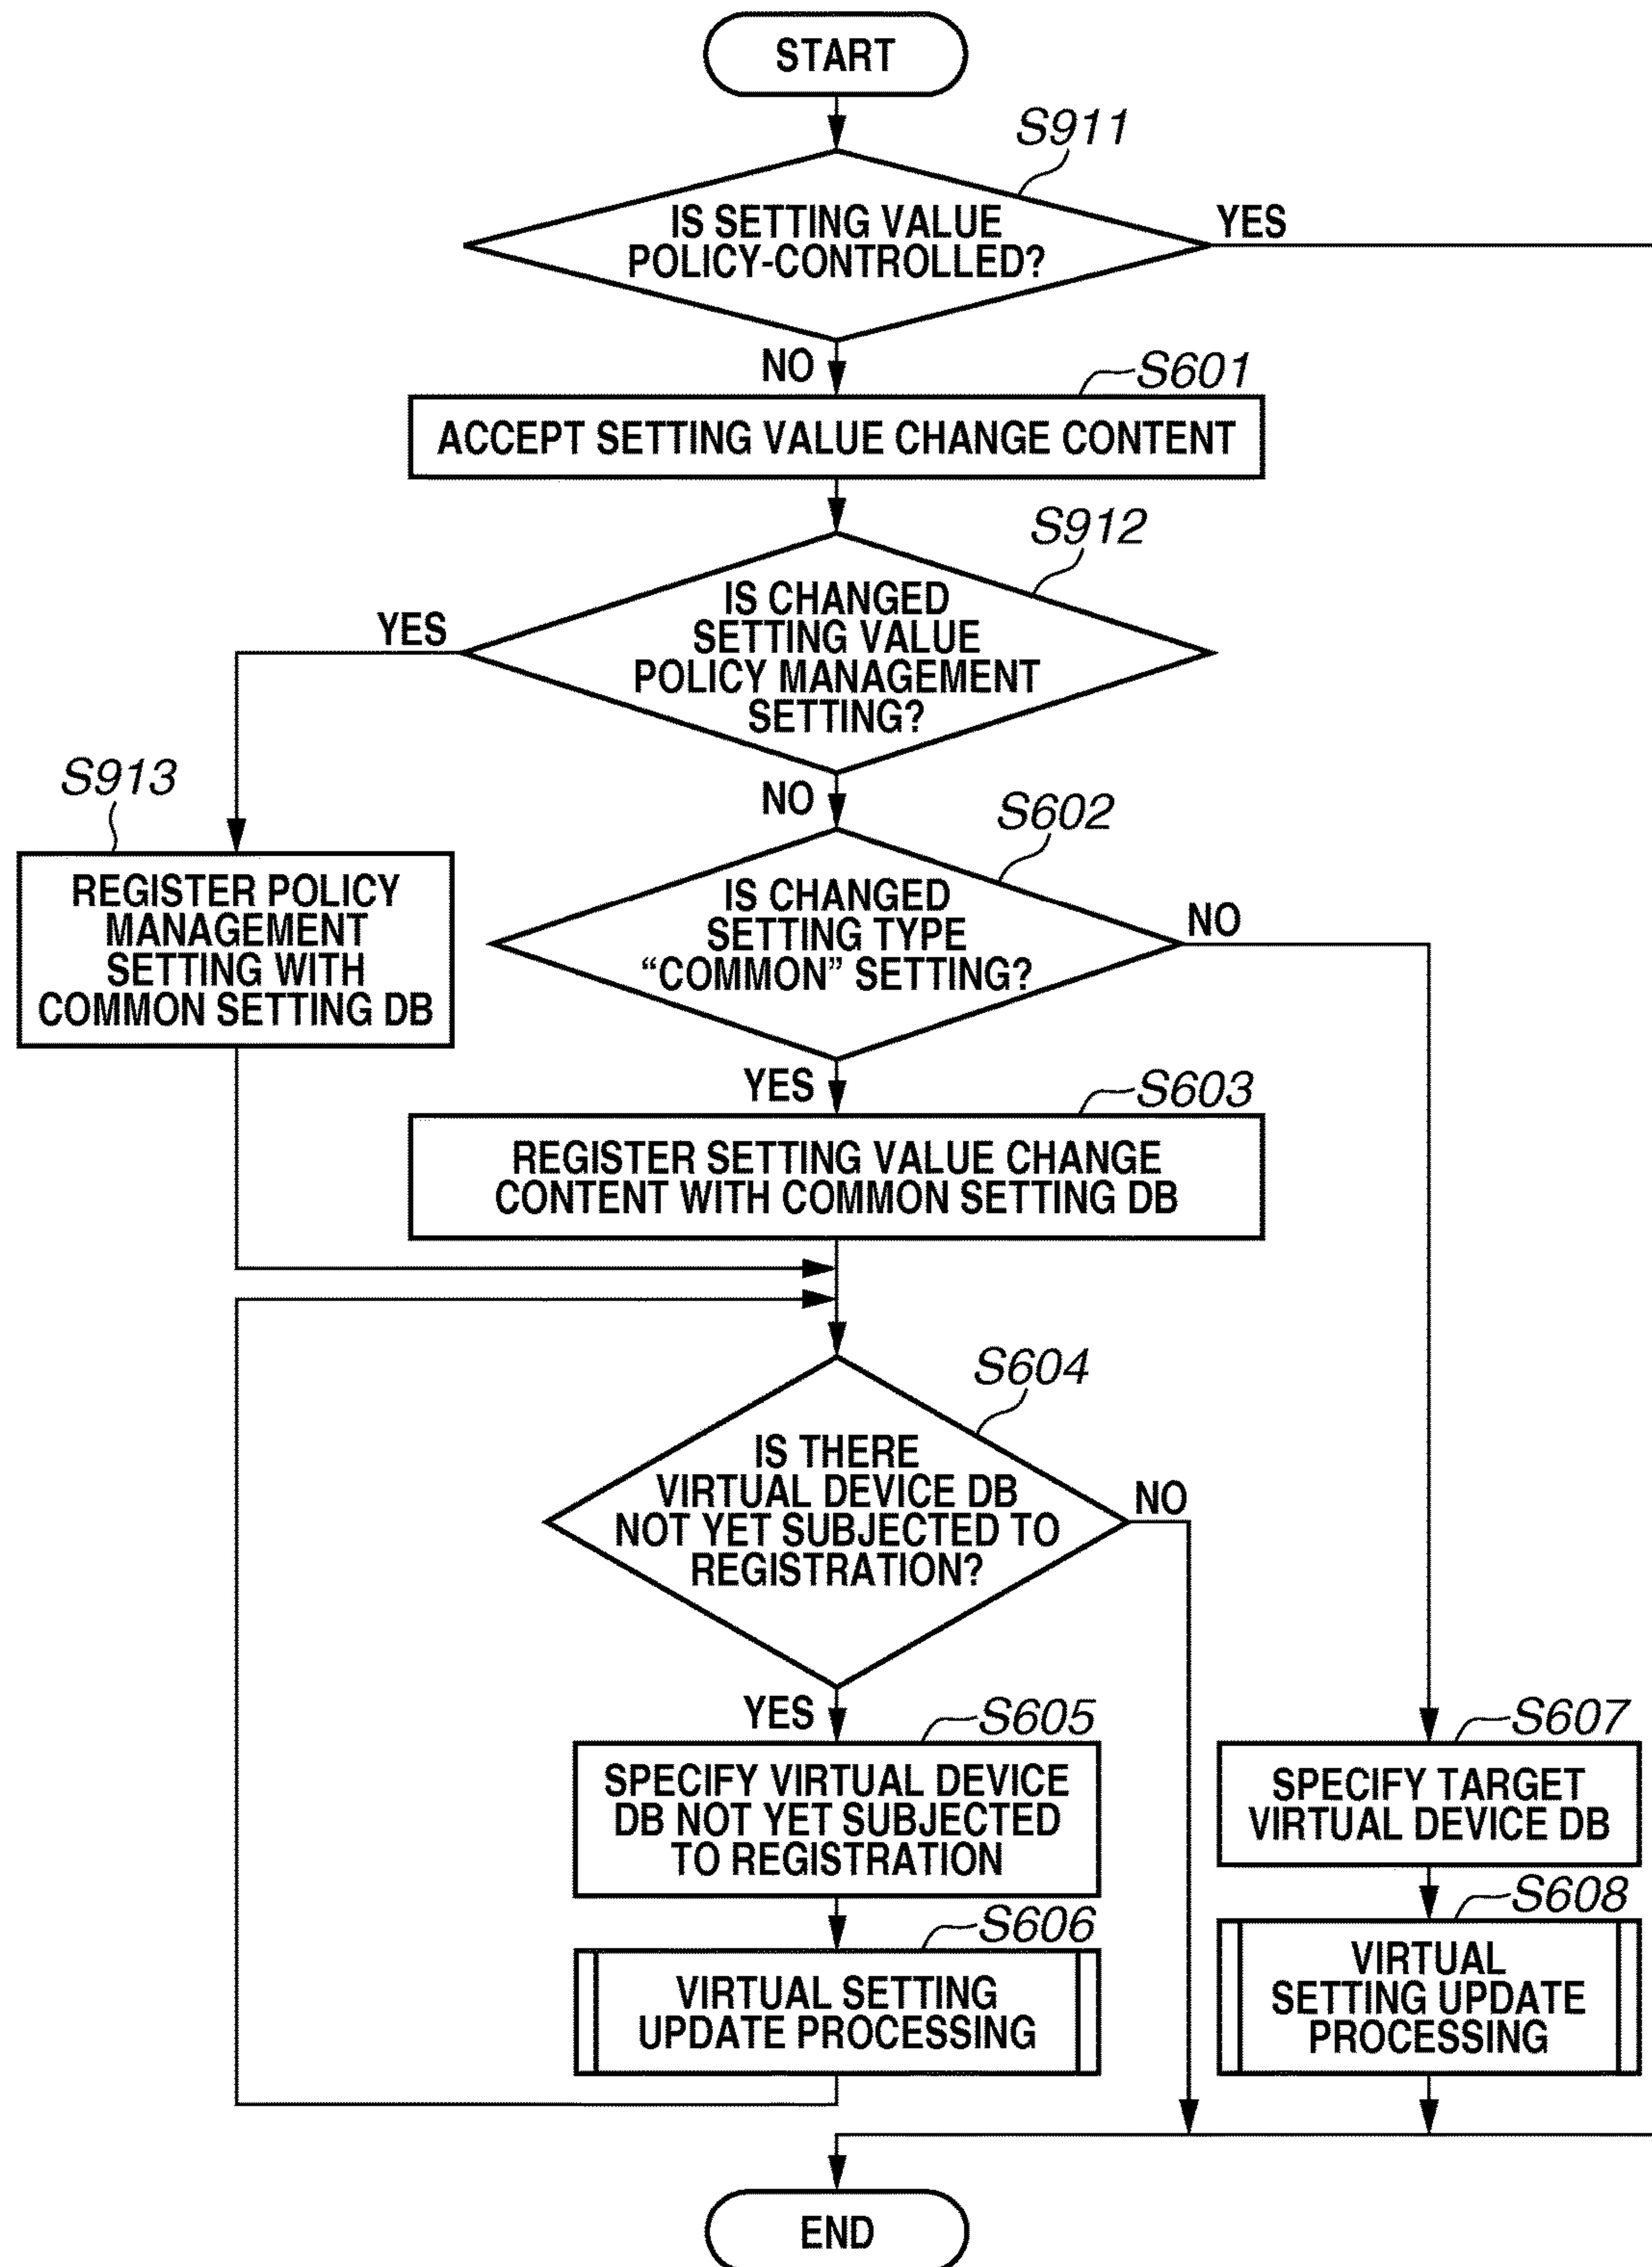 START
S911
IS SETTING VALUE
POLICY-CONTROLLED?
YES
NO
S601
ACCEPT SETTING VALUE CHANGE CONTENT
S912
IS CHANGED
SETTING VALUE
POLICY MANAGEMENT
SETTING?
YES
NO
S913
REGISTER POLICY
MANAGEMENT
SETTING WITH
COMMON SETTING DB
S602
IS CHANGED
SETTING TYPE
“COMMON” SETTING?
NO
YES
S603
REGISTER SETTING VALUE CHANGE
CONTENT WITH COMMON SETTING DB
S604
IS THERE
VIRTUAL DEVICE DB
NOT YET SUBJECTED TO
REGISTRATION?
NO
YES
S605
SPECIFY VIRTUAL DEVICE
DB NOT YET SUBJECTED
TO REGISTRATION
S606
VIRTUAL SETTING
UPDATE PROCESSING
S607
SPECIFY TARGET
VIRTUAL DEVICE DB
S608
VIRTUAL
SETTING UPDATE
PROCESSING
END